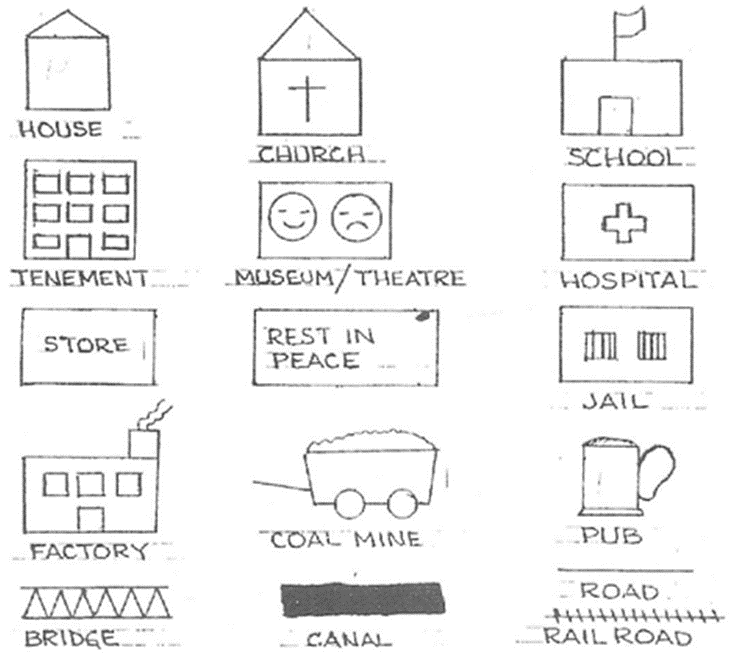 HOUSE
CHURCH
SCHOOL
TENEMENT
MUSEUM/THEATRE
HOSPITAL
STORE
REST IN
PEACE
JAIL
FACTORY
COAL MINE
PUB
BRIDGE
CANAL
ROAD
RAIL ROAD